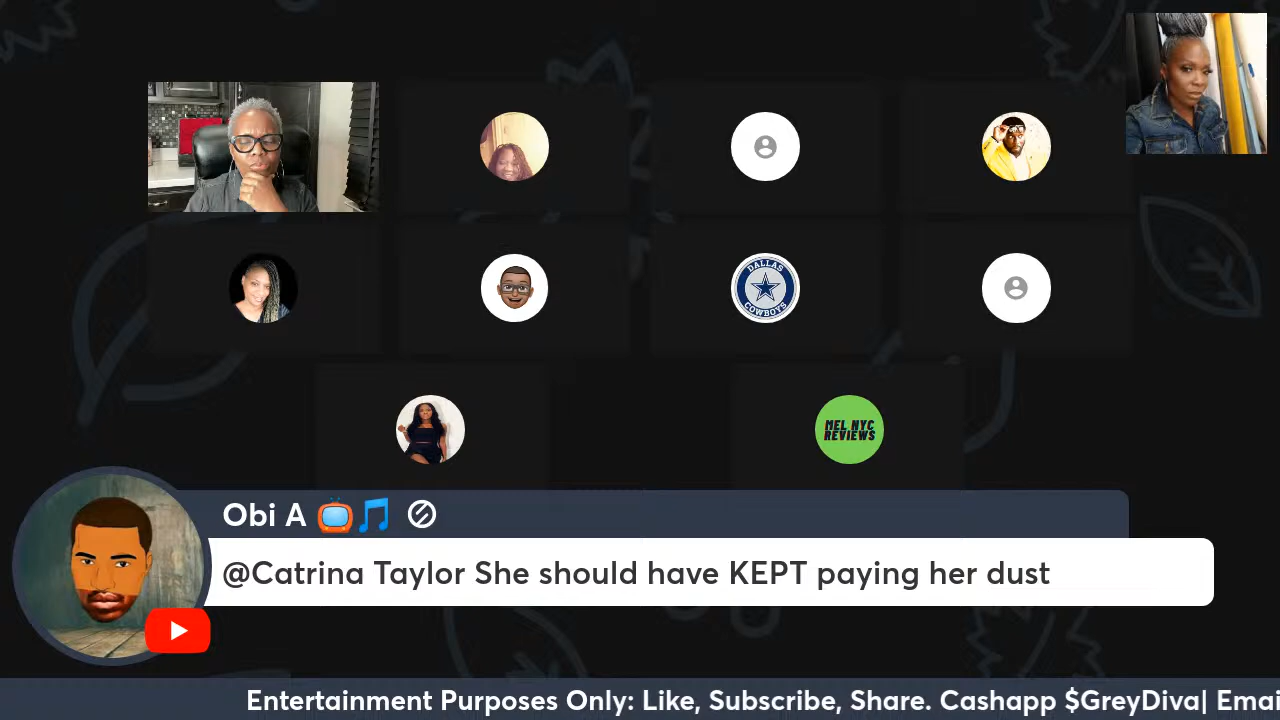 DALLAS
COWBOYS
MEL NYC
REVIEWS
Obi A
@Catrina Taylor She should have KEPT paying her dust
Entertainment Purposes Only: Like, Subscribe, Share. Cashapp $GreyDiva| Emai